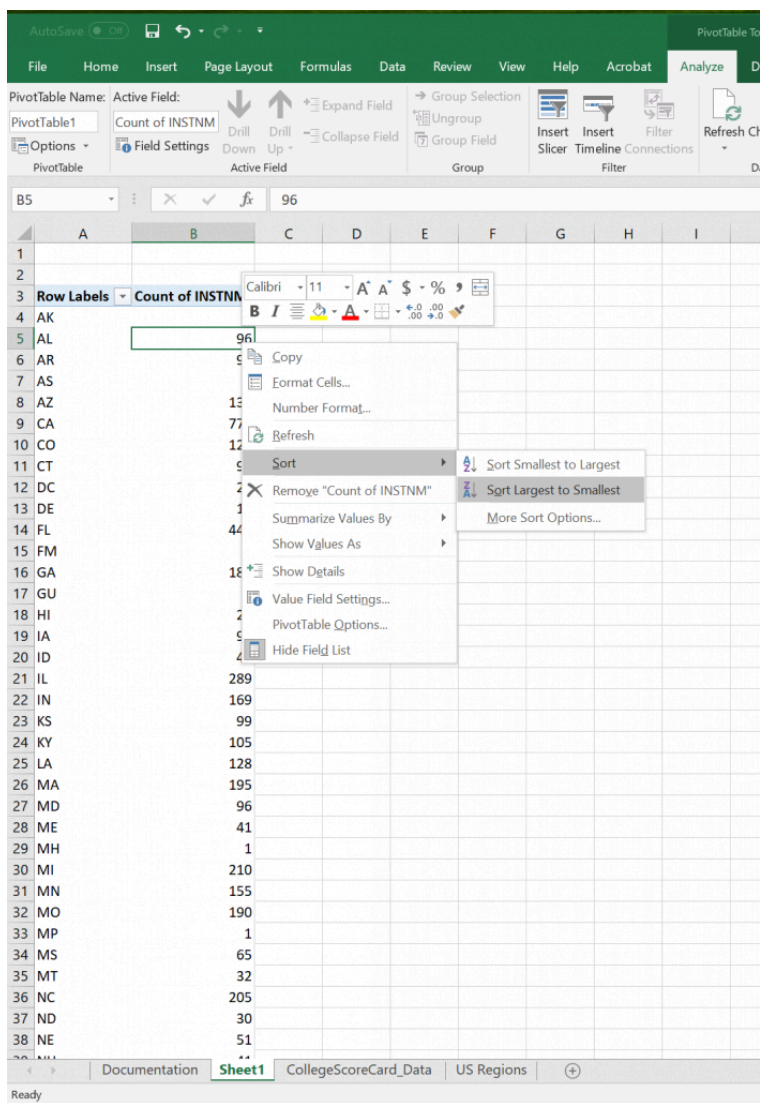 AutoSave Off PivotTable To
File Home Insert Page Layout Formulas Data Review View Help Acrobat Analyze D
PivotTable Name: Active Field: → Group Selection
PivotTable1 Count of INSTNM Expand Field Ungroup
Options Field Settings Drill Down Drill Up Collapse Field Group Field Insert Slicer Insert Timeline Filter Connections Refresh Ch
PivotTable Active Field Group Filter D
B5 fx 96
A B C D E F G H I
1
2
3 Row Labels Count of INSTNM
Calibri 11 A A $ % ,
B I A .00 .0 .00
4 AK
5 AL 96
6 AR
7 AS
8 AZ 13
9 CA 77
10 CO 12
11 CT
12 DC
13 DE
14 FL 44
15 FM
16 GA 18
17 GU
18 HI
19 IA
20 ID
21 IL 289
22 IN 169
23 KS 99
24 KY 105
25 LA 128
26 MA 195
27 MD 96
28 ME 41
29 MH 1
30 MI 210
31 MN 155
32 MO 190
33 MP 1
34 MS 65
35 MT 32
36 NC 205
37 ND 30
38 NE 51
Copy
Format Cells...
Number Format...
Refresh
Sort
Remove "Count of INSTNM"
Summarize Values By
Show Values As
Show Details
Value Field Settings...
PivotTable Options...
Hide Field List
Sort Smallest to Largest
Sort Largest to Smallest
More Sort Options...
Documentation Sheet1 CollegeScoreCard_Data US Regions
Ready